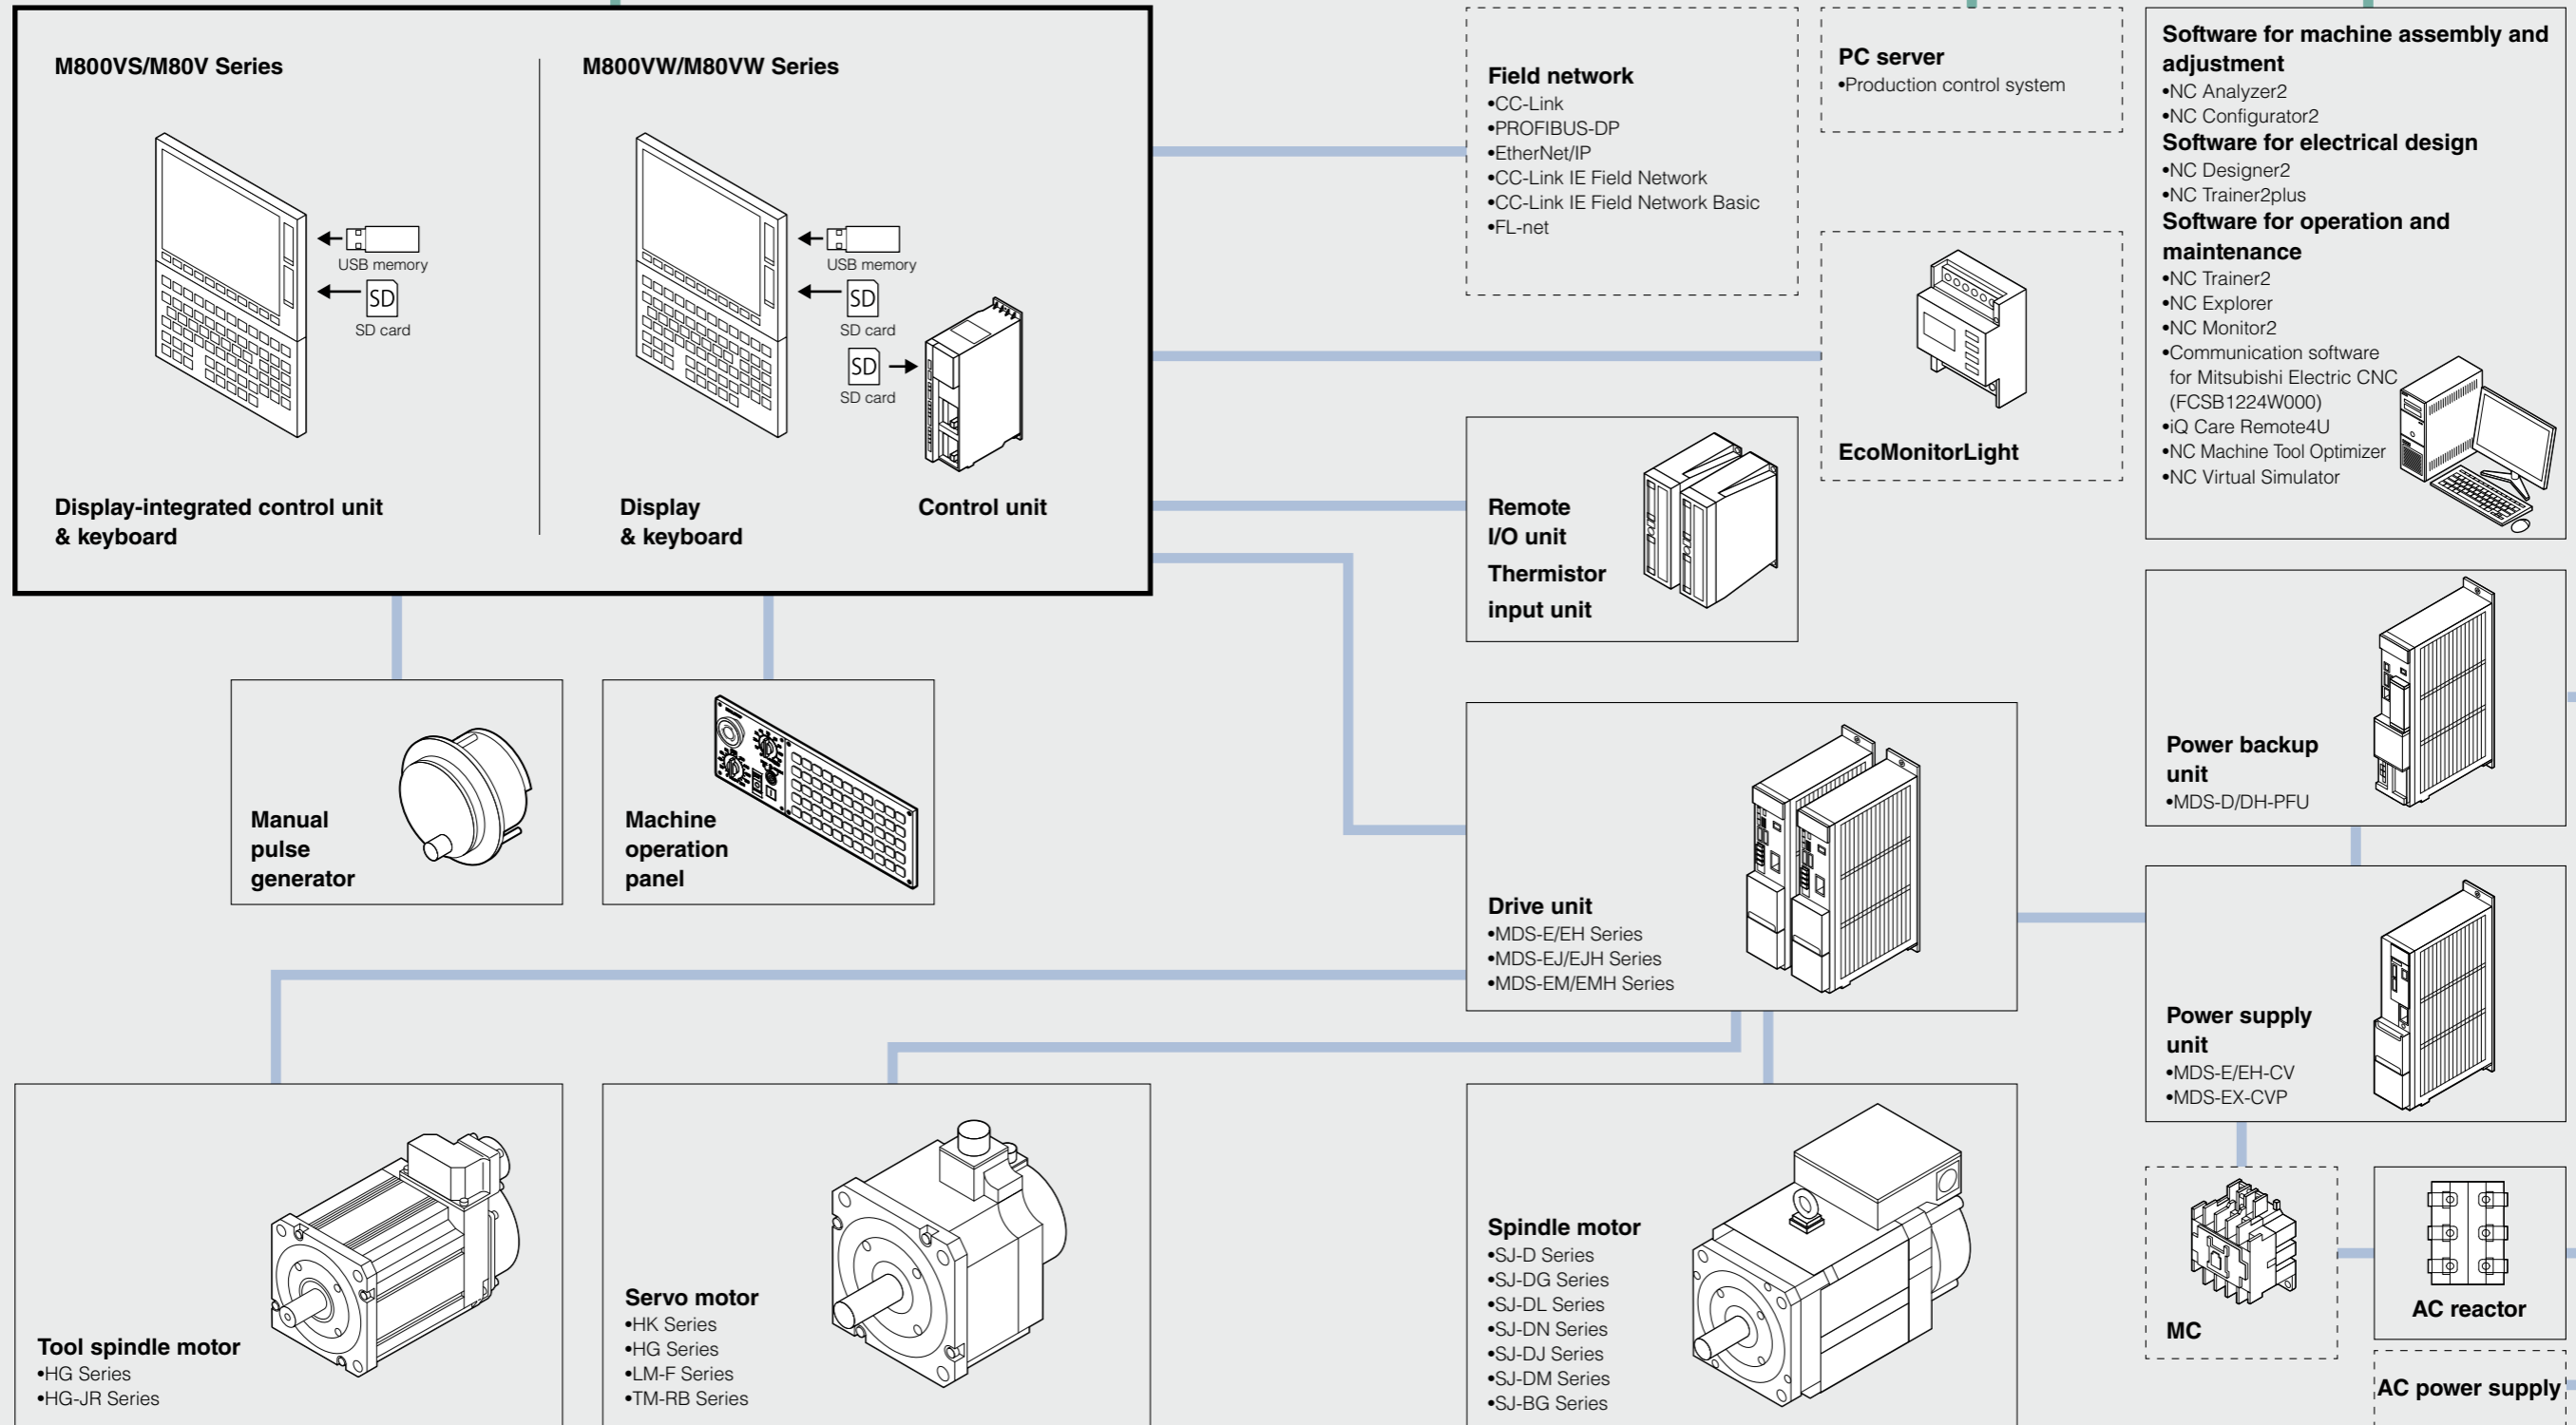 M800VS/M80V Series
USB memory
SD
SD card
Display-integrated control unit
& keyboard
M800VW/M80VW Series
USB memory
SD
SD card
SD
SD card
Display
& keyboard
Control unit
Field network
•CC-Link
•PROFIBUS-DP
•EtherNet/IP
•CC-Link IE Field Network
•CC-Link IE Field Network Basic
•FL-net
PC server
•Production control system
EcoMonitorLight
Software for machine assembly and
adjustment
•NC Analyzer2
•NC Configurator2
Software for electrical design
•NC Designer2
•NC Trainer2plus
Software for operation and
maintenance
•NC Trainer2
•NC Explorer
•NC Monitor2
•Communication software
for Mitsubishi Electric CNC
(FCSB1224W000)
•iQ Care Remote4U
•NC Machine Tool Optimizer
•NC Virtual Simulator
Remote
I/O unit
Thermistor
input unit
Manual
pulse
generator
Machine
operation
panel
Drive unit
•MDS-E/EH Series
•MDS-EJ/EJH Series
•MDS-EM/EMH Series
Power backup
unit
•MDS-D/DH-PFU
Power supply
unit
•MDS-E/EH-CV
•MDS-EX-CVP
Tool spindle motor
•HG Series
•HG-JR Series
Servo motor
•HK Series
•HG Series
•LM-F Series
•TM-RB Series
Spindle motor
•SJ-D Series
•SJ-DG Series
•SJ-DL Series
•SJ-DN Series
•SJ-DJ Series
•SJ-DM Series
•SJ-BG Series
MC
AC reactor
AC power supply